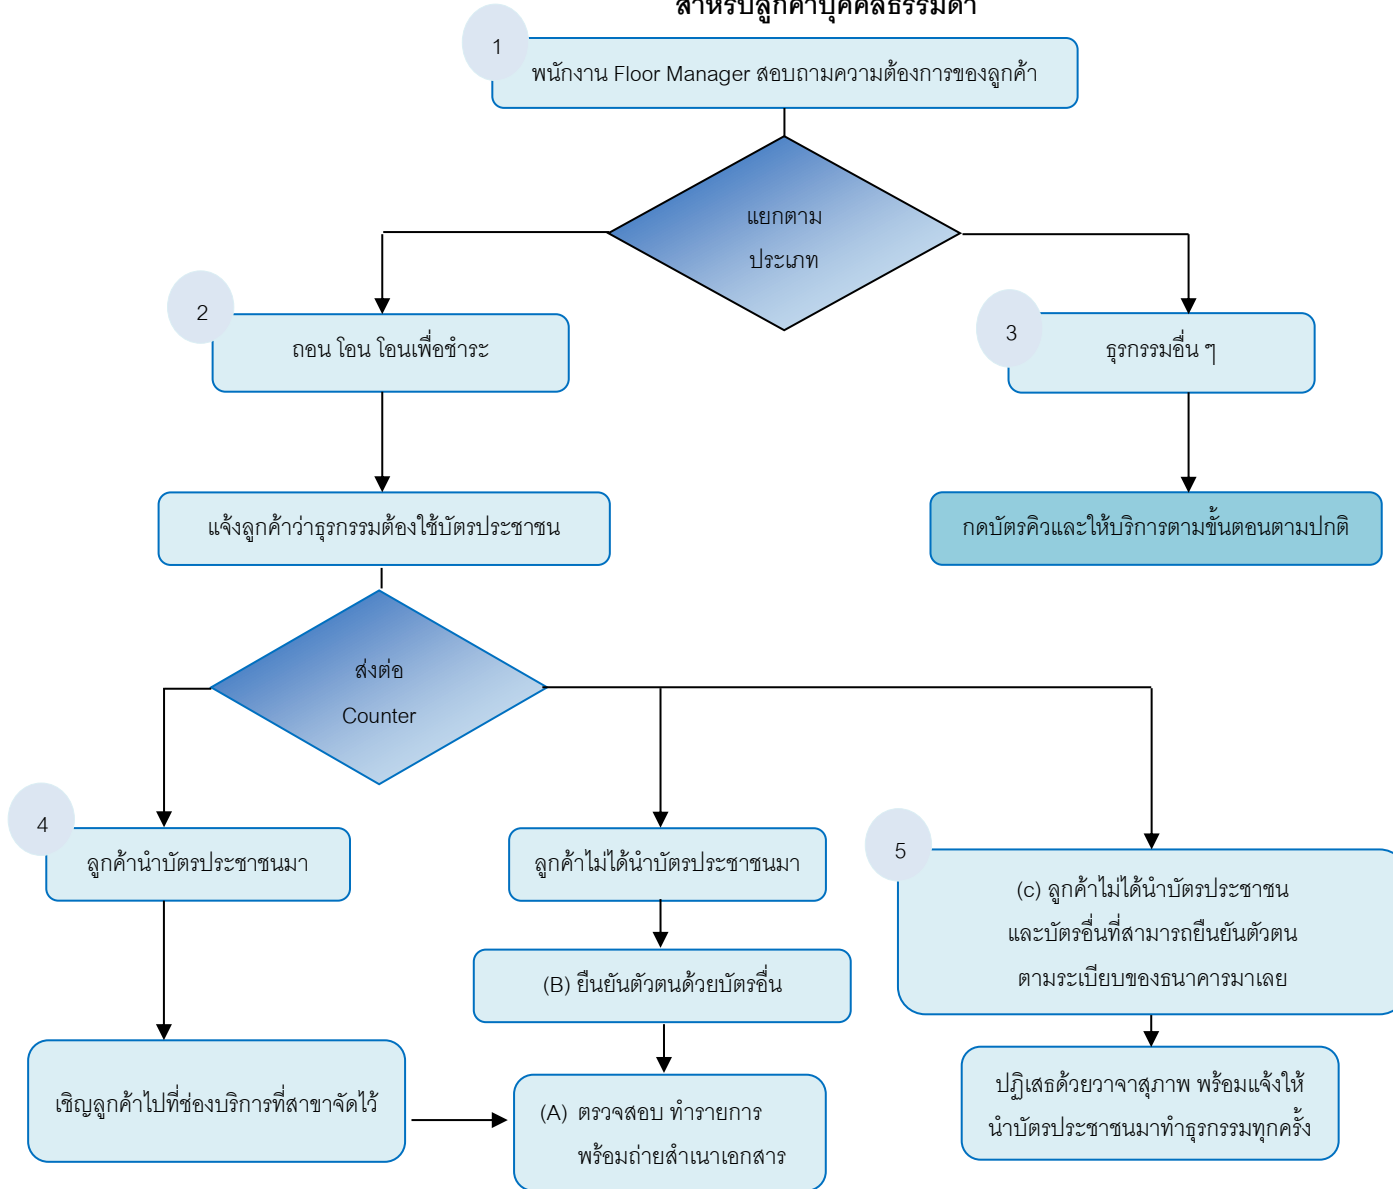 สำหรับลูกค้าบุคคลธรรมดา
1
พนักงาน Floor Manager สอบถามความต้องการของลูกค้า
แยกตาม
ประเภท
2
ถอน โอน โอนเพื่อชำระ
3
ธุรกรรมอื่น ๆ
แจ้งลูกค้าว่าธุรกรรมต้องใช้บัตรประชาชน
กดบัตรคิวและให้บริการตามขั้นตอนตามปกติ
ส่งต่อ
Counter
4
ลูกค้านำบัตรประชาชนมา
ลูกค้าไม่ได้นำบัตรประชาชนมา
5
(c) ลูกค้าไม่ได้นำบัตรประชาชน
และบัตรอื่นที่สามารถยืนยันตัวตน
ตามระเบียบของธนาคารมาเลย
(B) ยืนยันตัวตนด้วยบัตรอื่น
เชิญลูกค้าไปที่ช่องบริการที่สาขาจัดไว้
(A) ตรวจสอบ ทำรายการ
พร้อมถ่ายสำเนาเอกสาร
ปฏิเสธด้วยวาจาสุภาพ พร้อมแจ้งให้
นำบัตรประชาชนมาทำธุรกรรมทุกครั้ง